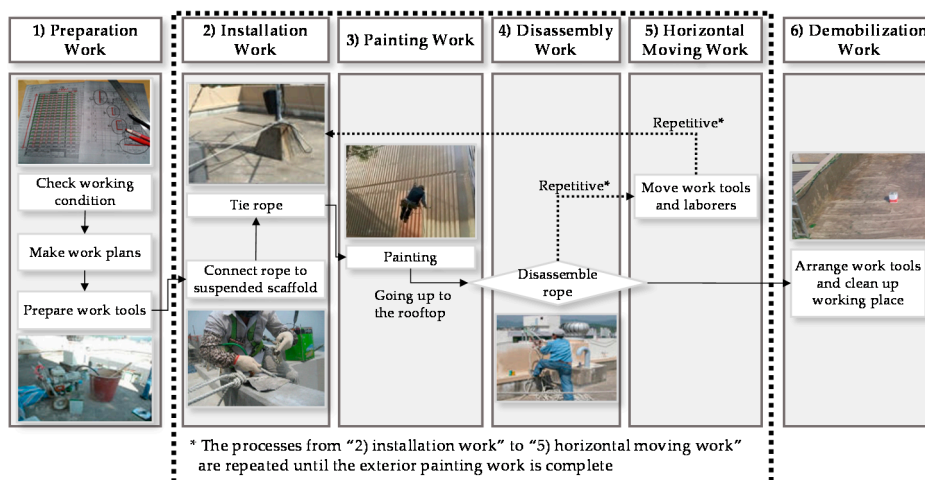 1) Preparation
Work
2) Installation
Work
3) Painting Work
4) Disassembly
Work
5) Horizontal
Moving Work
6) Demobilization
Work
Check working
condition
Make work plans
Prepare work tools
Tie rope
Connect rope to
suspended scaffold
Painting
Going up to
the rooftop
Disassemble
rope
Repetitive*
Repetitive*
Move work tools
and laborers
Arrange work tools
and clean up
working place
* The processes from “2) installation work” to “5) horizontal moving work”
are repeated until the exterior painting work is complete